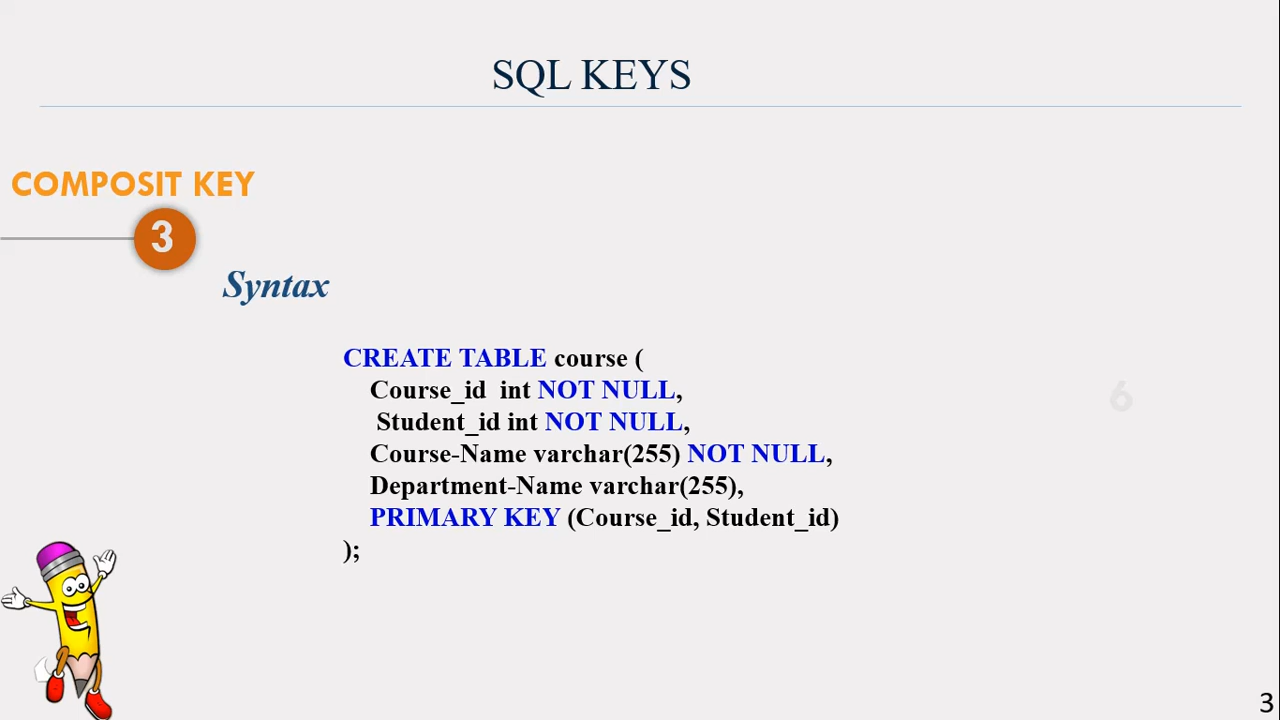 SQL KEYS
COMPOSIT KEY
3
Syntax
CREATE TABLE course (
Course_id int NOT NULL,
Student_id int NOT NULL,
Course-Name varchar(255) NOT NULL,
Department-Name varchar(255),
PRIMARY KEY (Course_id, Student_id)
);
6
3